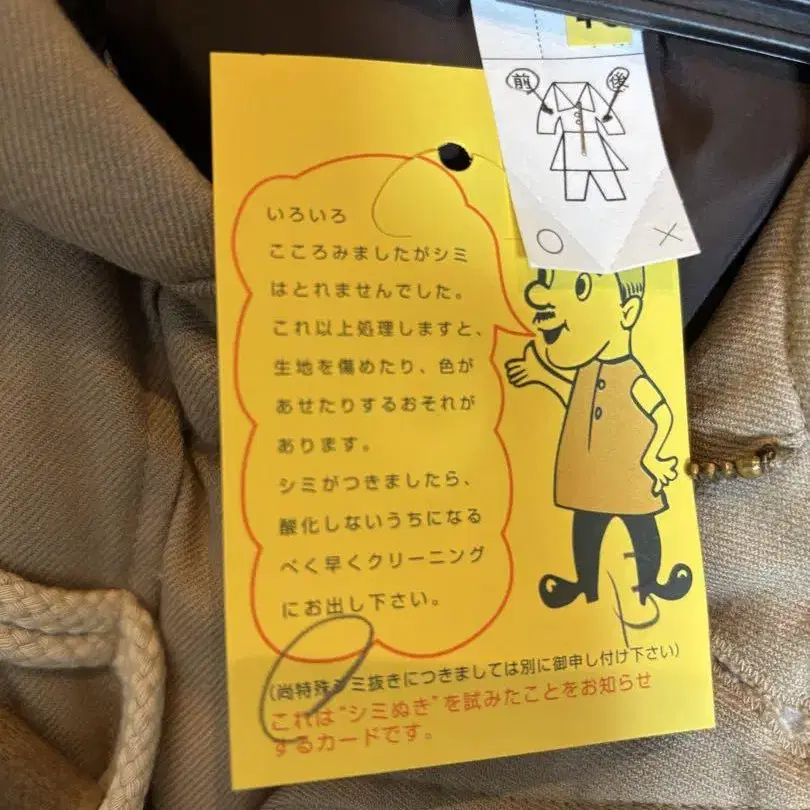 前
後
いろいろ
こころみましたがシミ
はとれませんでした。
これ以上処理しますと、
生地を傷めたり、色が
あせたりするおそれが
あります。
シミがつきましたら、
酸化しないうちになる
べく早くクリーニング
にお出し下さい。
(尚特殊シミ抜きにつきましては別に御申し付け下さい)
これは"シミぬき"を試みたことをお知らせ
するカードです。